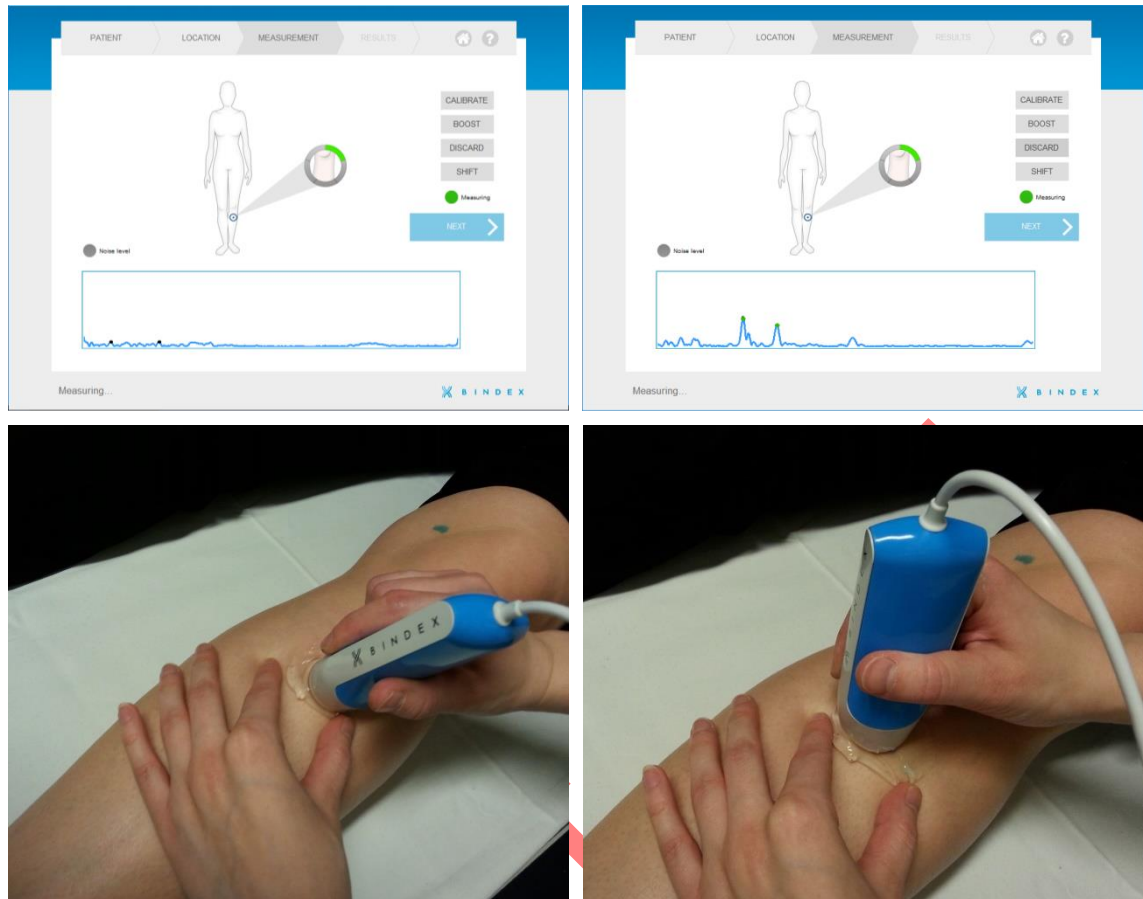 PATIENT LOCATION MEASUREMENT RESULTS ?
CALIBRATE
BOOST
DISCARD
SHIFT
Measuring
NEXT
Noise level
Measuring...
BINDEX
PATIENT LOCATION MEASUREMENT RESULTS ?
CALIBRATE
BOOST
DISCARD
SHIFT
Measuring
NEXT
Noise level
Measuring...
BINDEX
BINDEX